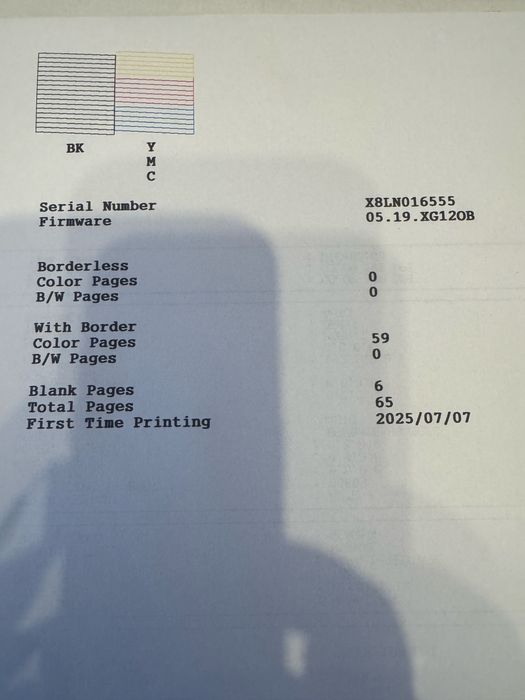 BK Y
M
C
Serial Number X8LN016555
Firmware 05.19.XG12OB
Borderless
Color Pages 0
B/W Pages 0
With Border
Color Pages 59
B/W Pages 0
Blank Pages 6
Total Pages 65
First Time Printing 2025/07/07